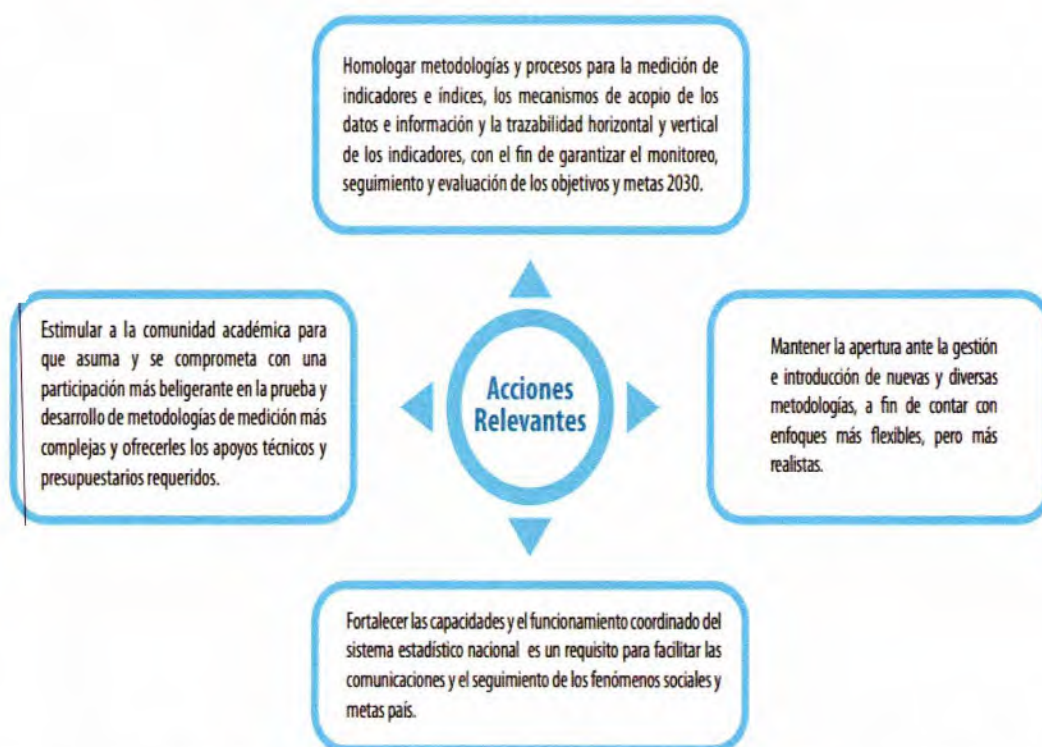 Homologar metodologías y procesos para la medición de
indicadores e índices, los mecanismos de acopio de los
datos e información y la trazabilidad horizontal y vertical
de los indicadores, con el fin de garantizar el monitoreo,
seguimiento y evaluación de los objetivos y metas 2030.
Estimular a la comunidad académica para
que asuma y se comprometa con una
participación más beligerante en la prueba y
desarrollo de metodologías de medición más
complejas y ofrecerles los apoyos técnicos y
presupuestarios requeridos.
Acciones
Relevantes
Mantener la apertura ante la gestión
e introducción de nuevas y diversas
metodologías, a fin de contar con
enfoques más flexibles, pero más
realistas.
Fortalecer las capacidades y el funcionamiento coordinado del
sistema estadístico nacional es un requisito para facilitar las
comunicaciones y el seguimiento de los fenómenos sociales y
metas país.